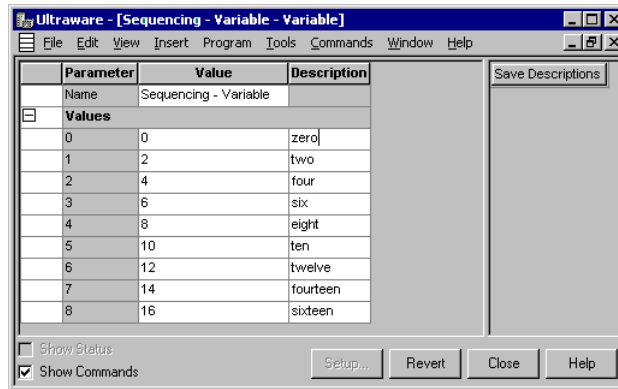 Ultraware - [Sequencing - Variable - Variable]
File Edit View Insert Program Tools Commands Window Help
Parameter Value Description
Name Sequencing - Variable
Values
0 0 zero
1 2 two
2 4 four
3 6 six
4 8 eight
5 10 ten
6 12 twelve
7 14 fourteen
8 16 sixteen
Save Descriptions
Show Status
Show Commands
Setup... Revert Close Help